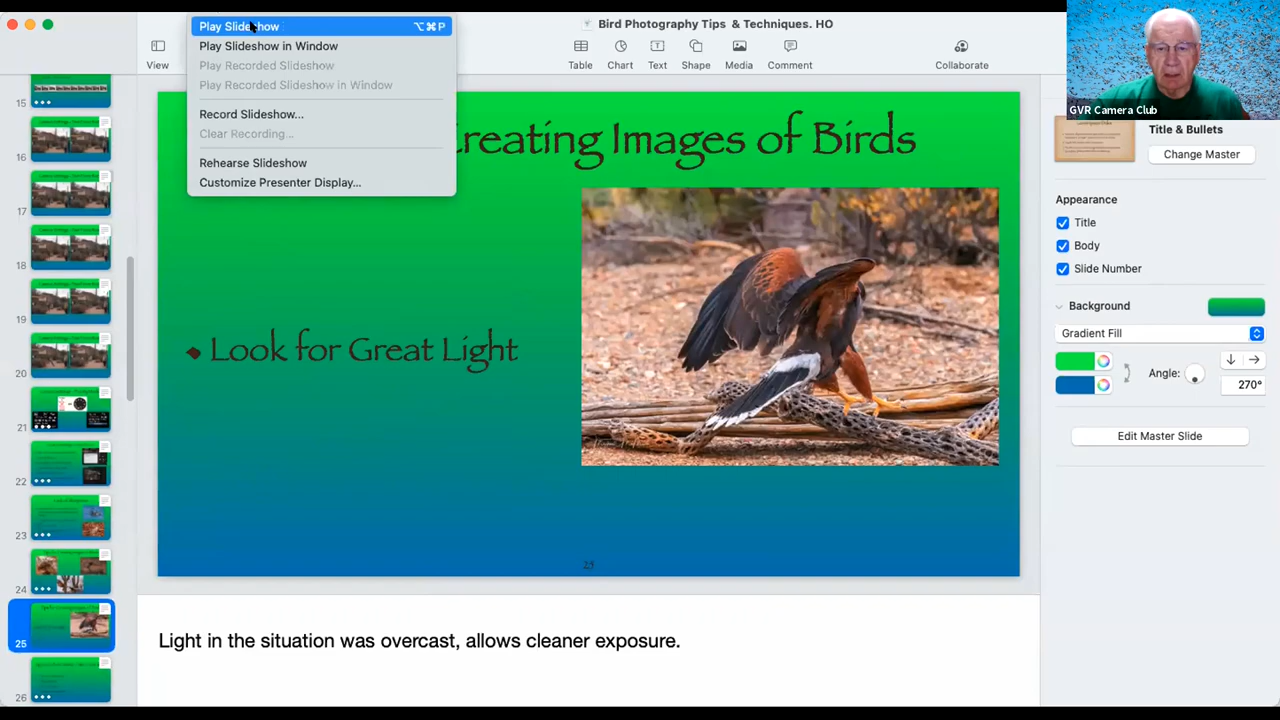 Bird Photography Tips & Techniques. HO
Play Slideshow ⌥⌘P
Play Slideshow in Window
Play Recorded Slideshow
Play Recorded Slideshow in Window
Record Slideshow...
Clear Recording...
Rehearse Slideshow
Customize Presenter Display...
View
Table
Chart
Text
Shape
Media
Comment
Collaborate
GVR Camera Club
15
16
17
18
19
20
21
22
23
24
25
26
reating Images of Birds
Look for Great Light
25
Light in the situation was overcast, allows cleaner exposure.
Title & Bullets
Change Master
Appearance
Title
Body
Slide Number
Background
Gradient Fill
Angle:
270°
Edit Master Slide